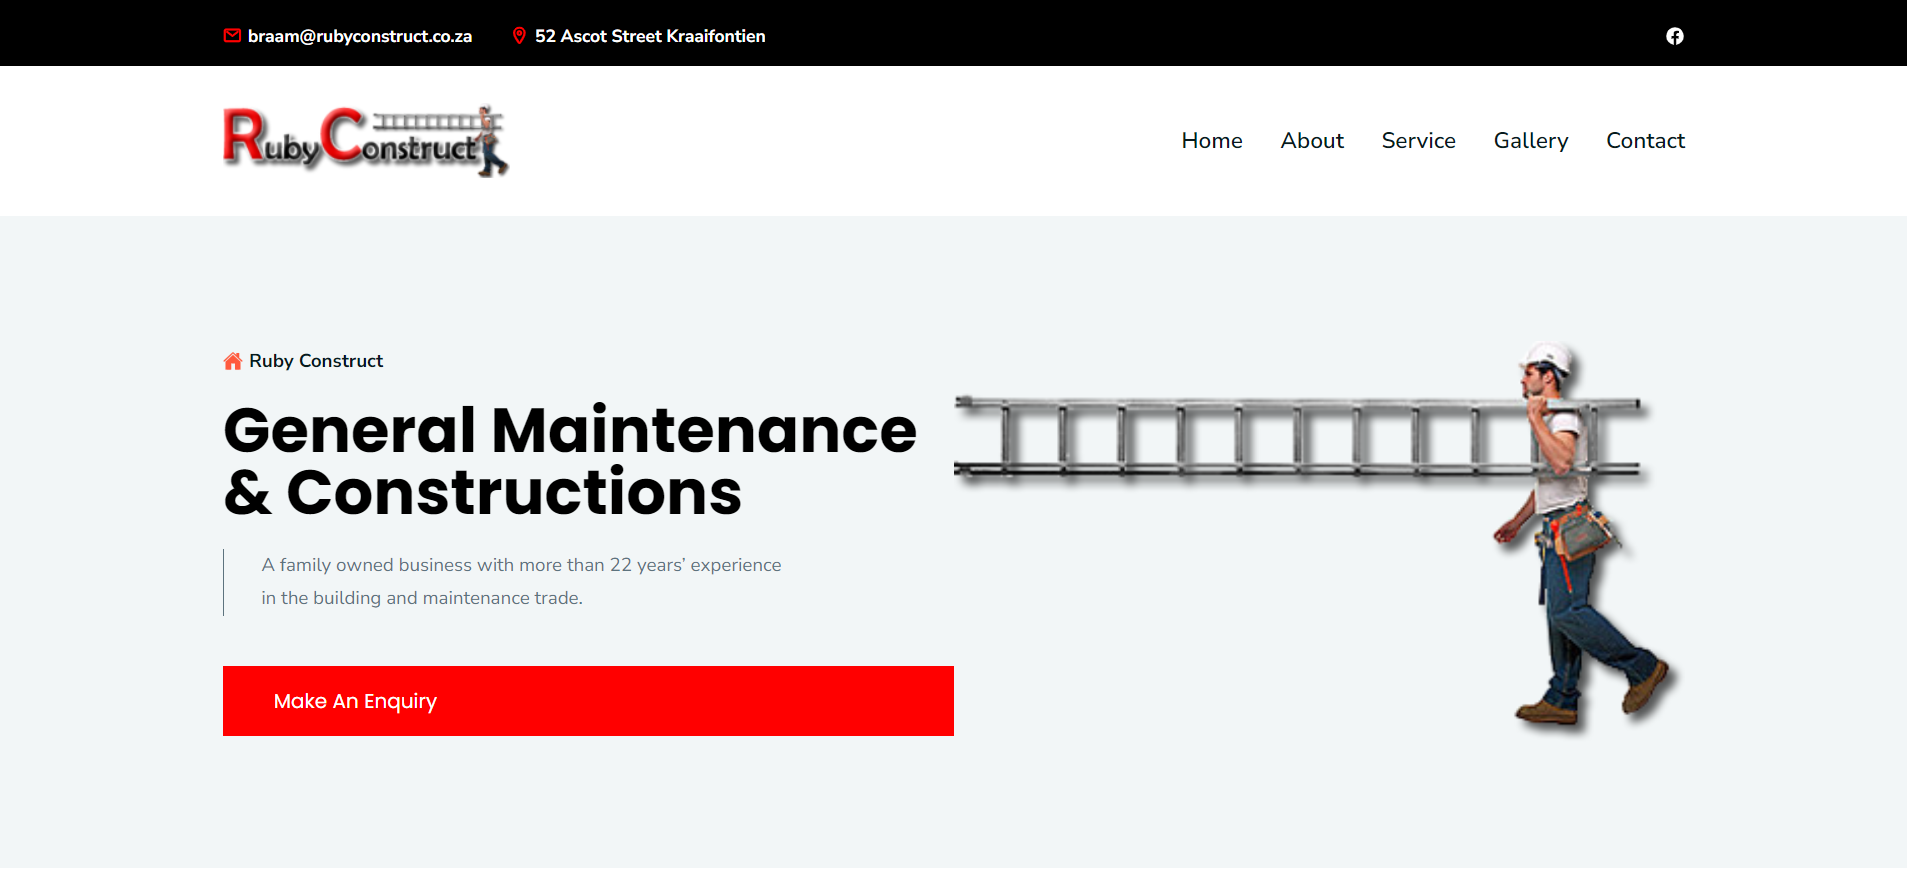 braam@rubyconstruct.co.za 52 Ascot Street Kraaifontien
RubyConstruct
Home About Service Gallery Contact
Ruby Construct
General Maintenance
& Constructions
A family owned business with more than 22 years’ experience
in the building and maintenance trade.
Make An Enquiry